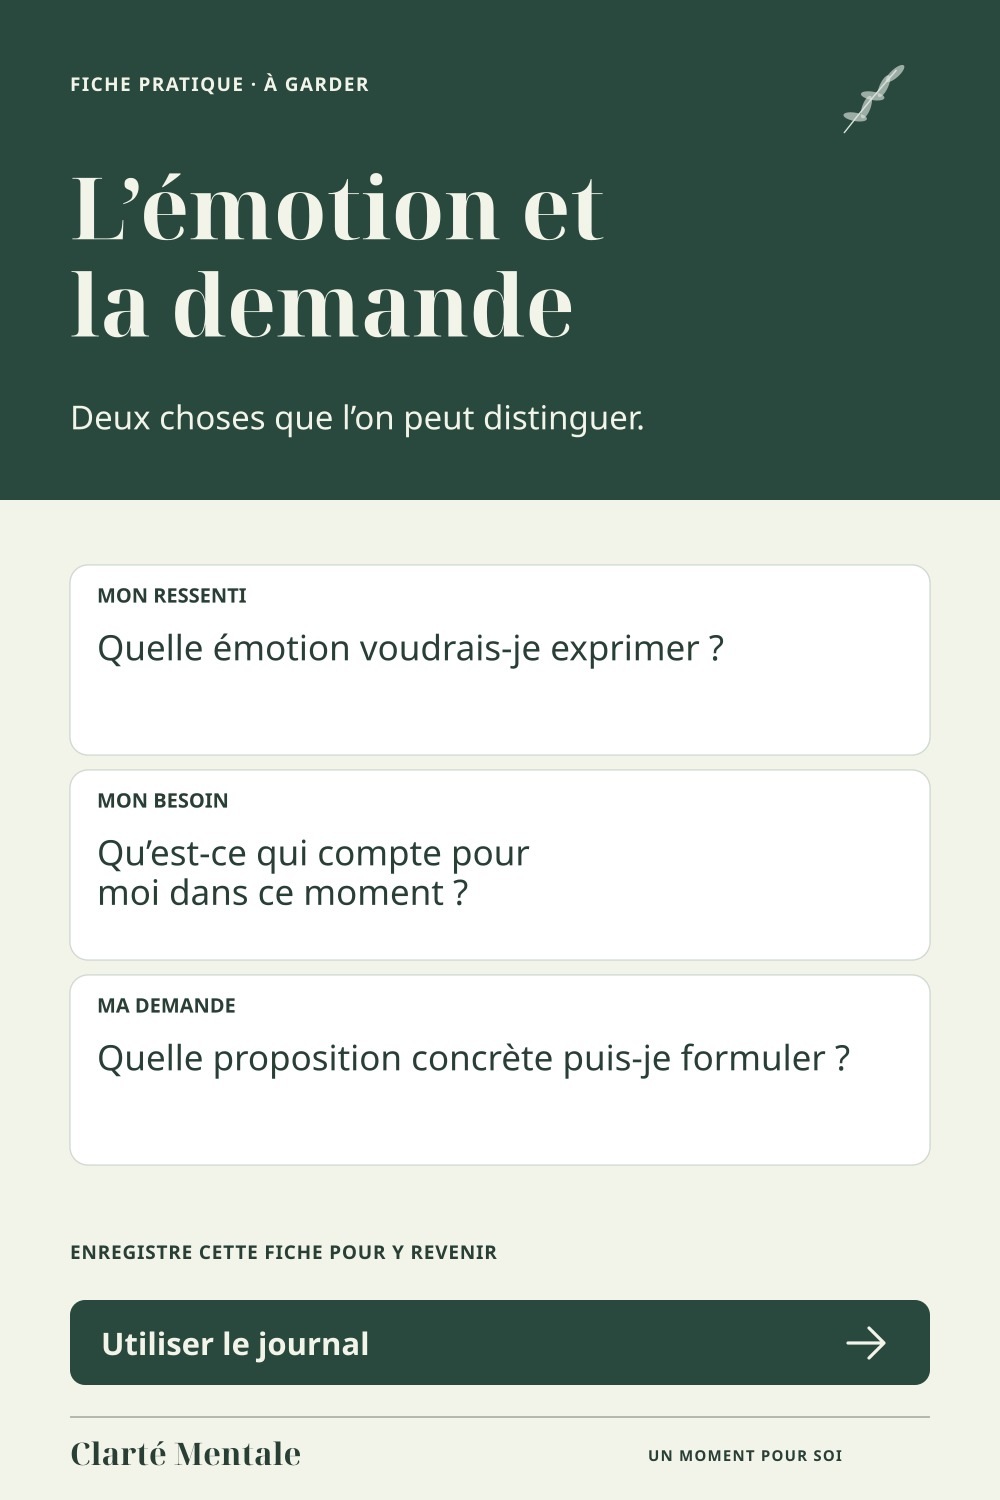 FICHE PRATIQUE · À GARDER
L’émotion et
la demande
Deux choses que l’on peut distinguer.
MON RESSENTI
Quelle émotion voudrais-je exprimer ?
MON BESOIN
Qu’est-ce qui compte pour
moi dans ce moment ?
MA DEMANDE
Quelle proposition concrète puis-je formuler ?
ENREGISTRE CETTE FICHE POUR Y REVENIR
Utiliser le journal
Clarté Mentale
UN MOMENT POUR SOI